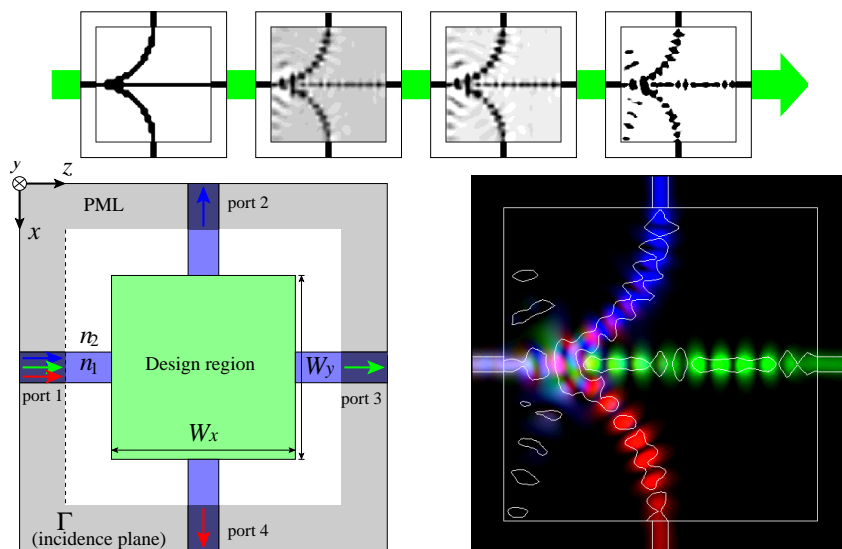 y
z
PML
port 2
x
n2
n1
Design region
Wy
port 1
port 3
Wx
Γ
(incidence plane)
port 4